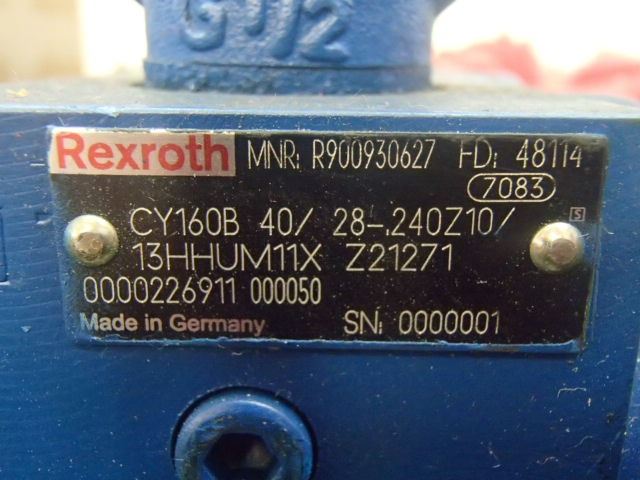 G1/2
Rexroth MNR: R900930627 FD: 48114
7083
CY160B 40/ 28-.240Z10/ S
13HHUM11X Z21271
0000226911 000050
Made in Germany SN: 0000001